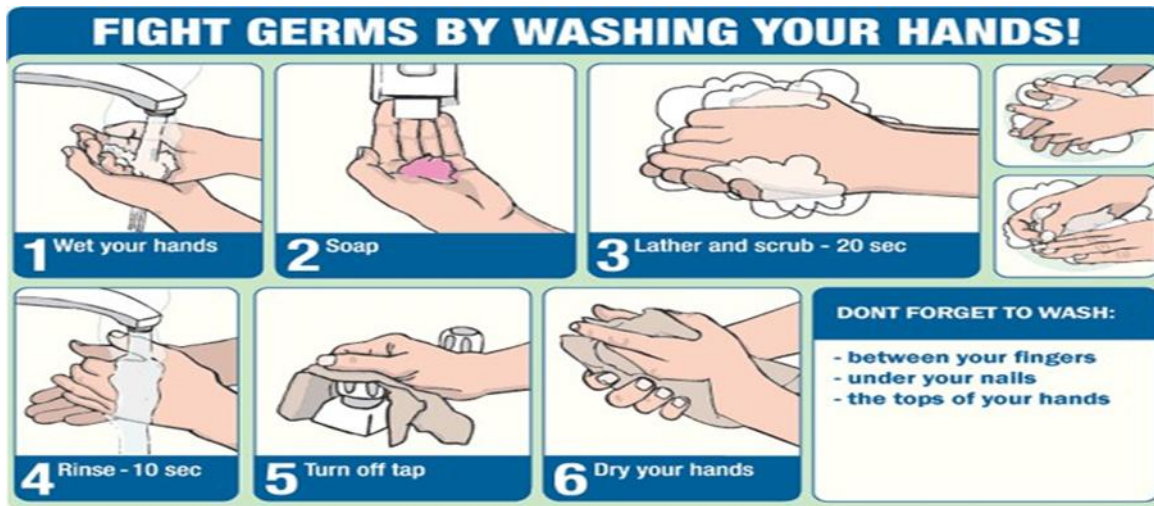 FIGHT GERMS BY WASHING YOUR HANDS!
1 Wet your hands
2 Soap
3 Lather and scrub - 20 sec
4 Rinse - 10 sec
5 Turn off tap
6 Dry your hands
DONT FORGET TO WASH:
- between your fingers
- under your nails
- the tops of your hands